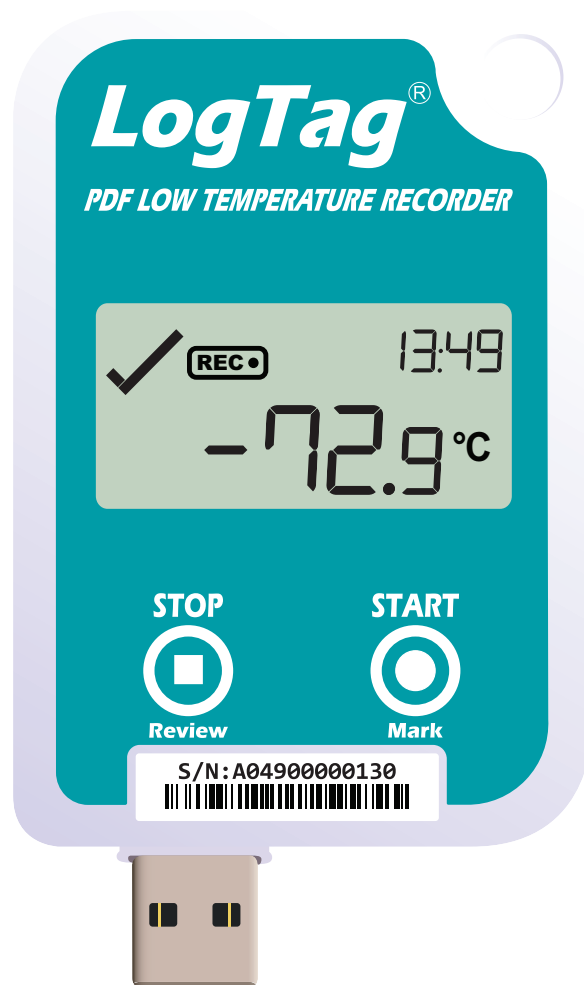 LogTag®
PDF LOW TEMPERATURE RECORDER
REC
13:49
-72.9 °C
STOP
START
Review
Mark
S/N:A04900000130